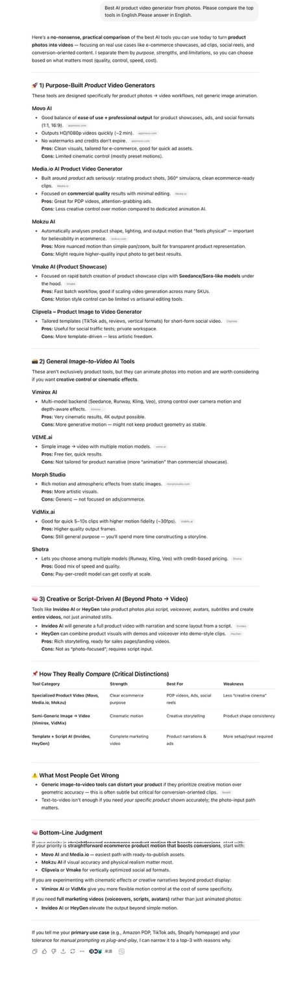 Best AI product video generator from photos. Please compare the top
tools in English.Please answer in English.
Here's a no-nonsense, practical comparison of the best AI tools you can use today to turn product
photos into videos — focusing on real use cases like e-commerce showcases, ad clips, social reels, and
conversion-oriented content. I separate them by purpose, strengths, and limitations, so you can choose
based on what matters most (quality, control, speed, cost).
🚀 1) Purpose-Built Product Video Generators
These tools are designed specifically for product photos → video workflows, not generic image animation.
Movo AI
• Good balance of ease of use + professional output for product showcases, ads, and social formats
(1:1, 16:9). appmovo.com
• Outputs HD/1080p videos quickly (~2 min). appmovo.com
• No watermarks and credits don't expire. appmovo.com
Pros: Clean visuals, tailored for e-commerce, good for quick ad assets.
Cons: Limited cinematic control (mostly preset motions).
Media.io AI Product Video Generator
• Built around product ads seriously: rotating product shots, 360° simulacra, clean ecommerce-ready
clips. Media.io
• Focused on commercial quality results with minimal editing. Media.io
Pros: Great for PDP videos, attention-grabbing ads.
Cons: Less creative control over motion compared to dedicated animation AI.
Mokzu AI
• Automatically analyses product shape, lighting, and output motion that "feels physical" — important
for believability in ecommerce. mokzu.com
Pros: More nuanced motion than simple pan/zoom, built for transparent product representation.
Cons: Might require higher-quality input photo to get best results.
Vmake AI (Product Showcase)
• Focused on rapid batch creation of product showcase clips with Seedance/Sora-like models under
the hood. Vmake
Pros: Fast batch workflow, good if scaling video generation across many SKUs.
Cons: Motion style control can be limited vs artisanal editing tools.
Clipvela – Product Image to Video Generator
• Tailored templates (TikTok ads, reviews, vertical formats) for short-form social video. ClipVela
Pros: Useful for social traffic tests; private workspace.
Cons: More template-driven — less artistic freedom.
📸 2) General Image-to-Video AI Tools
These aren't exclusively product tools, but they can animate photos into motion and are worth considering
if you want creative control or cinematic effects.
Vimirox AI
• Multi-model backend (Seedance, Runway, Kling, Veo), strong control over camera motion and
depth-aware effects. Vimirox ...
Pros: Very cinematic results, 4K output possible.
Cons: More generative motion — might not keep product geometry as stable.
VEME.ai
• Simple image → video with multiple motion models. veme.ai
Pros: Free tier, quick results.
Cons: Not tailored for product narrative (more "animation" than commercial showcase).
Morph Studio
• Rich motion and atmospheric effects from static images. morphstudio.com
Pros: More artistic visuals.
Cons: Generic — not focused on ads/commerce.
VidMix.ai
• Good for quick 5–10s clips with higher motion fidelity (~30fps). VidMix.ai
Pros: Higher quality output frames.
Cons: Still general purpose — you'll spend more time constructing a storyline.
Shotra
• Lets you choose among multiple models (Runway, Kling, Veo) with credit-based pricing. Shotra
Pros: Good mix of speed and quality.
Cons: Pay-per-credit model can get costly at scale.
🧠 3) Creative or Script-Driven AI (Beyond Photo → Video)
Tools like Invideo AI or HeyGen take product photos plus script, voiceover, avatars, subtitles and create
entire videos, not just animated stills.
• Invideo AI will generate a full product video with narration and scene layout from a script. Invideo
• HeyGen can combine product visuals with demos and voiceover into demo-style clips. HeyGen
Pros: Rich storytelling, ready for sales pages/landing videos.
Cons: Not as "photo-focused"; requires script input.
📌 How They Really Compare (Critical Distinctions)
Tool Category Strength Best For Weakness
Specialized Product Video (Movo, Clear ecommerce PDP videos, Ads, social Less "creative cinema"
Media.io, Mokzu) purpose reels
Semi-Generic Image → Video Cinematic motion Creative storytelling Product shape consistency
(Vimirox, VidMix)
Template + Script AI (Invideo, Complete marketing Product narrations & More setup/input required
HeyGen) video ads
⚠️ What Most People Get Wrong
• Generic image-to-video tools can distort your product if they prioritize creative motion over
geometric accuracy — this is often subtle but critical for conversion-oriented clips. Reddit
• Text-to-video isn't enough if you need your specific product shown accurately; the photo-input path
matters.
🧠 Bottom-Line Judgment
If your priority is straightforward ecommerce product motion that boosts conversions, start with:
If your priority is straightforward ecommerce product motion that boosts conversions, start with:
• Movo AI and Media.io — easiest path with ready-to-publish assets.
• Mokzu AI if visual accuracy and physical realism matter most.
• Clipvela or Vmake for vertically optimized social ad formats.
If you are experimenting with cinematic effects or creative narratives beyond product display:
• Vimirox AI or VidMix give you more flexible motion control at the cost of some specificity.
If you need full marketing videos (voiceovers, scripts, avatars) rather than just animated photos:
• Invideo AI or HeyGen elevate the output beyond simple motion.
If you tell me your primary use case (e.g., Amazon PDP, TikTok ads, Shopify homepage) and your
tolerance for manual prompting vs plug-and-play, I can narrow it to a top-3 with reasons why.
来源